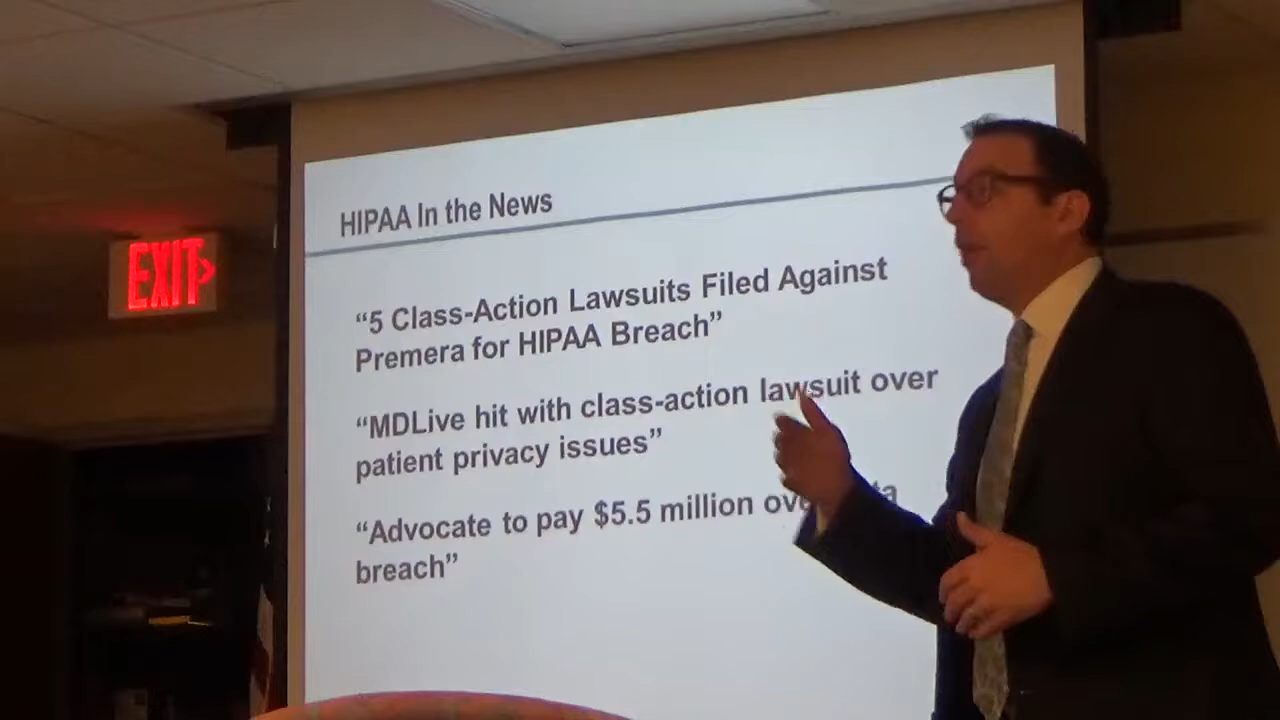 EXIT
HIPAA In the News
“5 Class-Action Lawsuits Filed Against
Premera for HIPAA Breach”
“MDLive hit with class-action lawsuit over
patient privacy issues”
“Advocate to pay $5.5 million
breach”